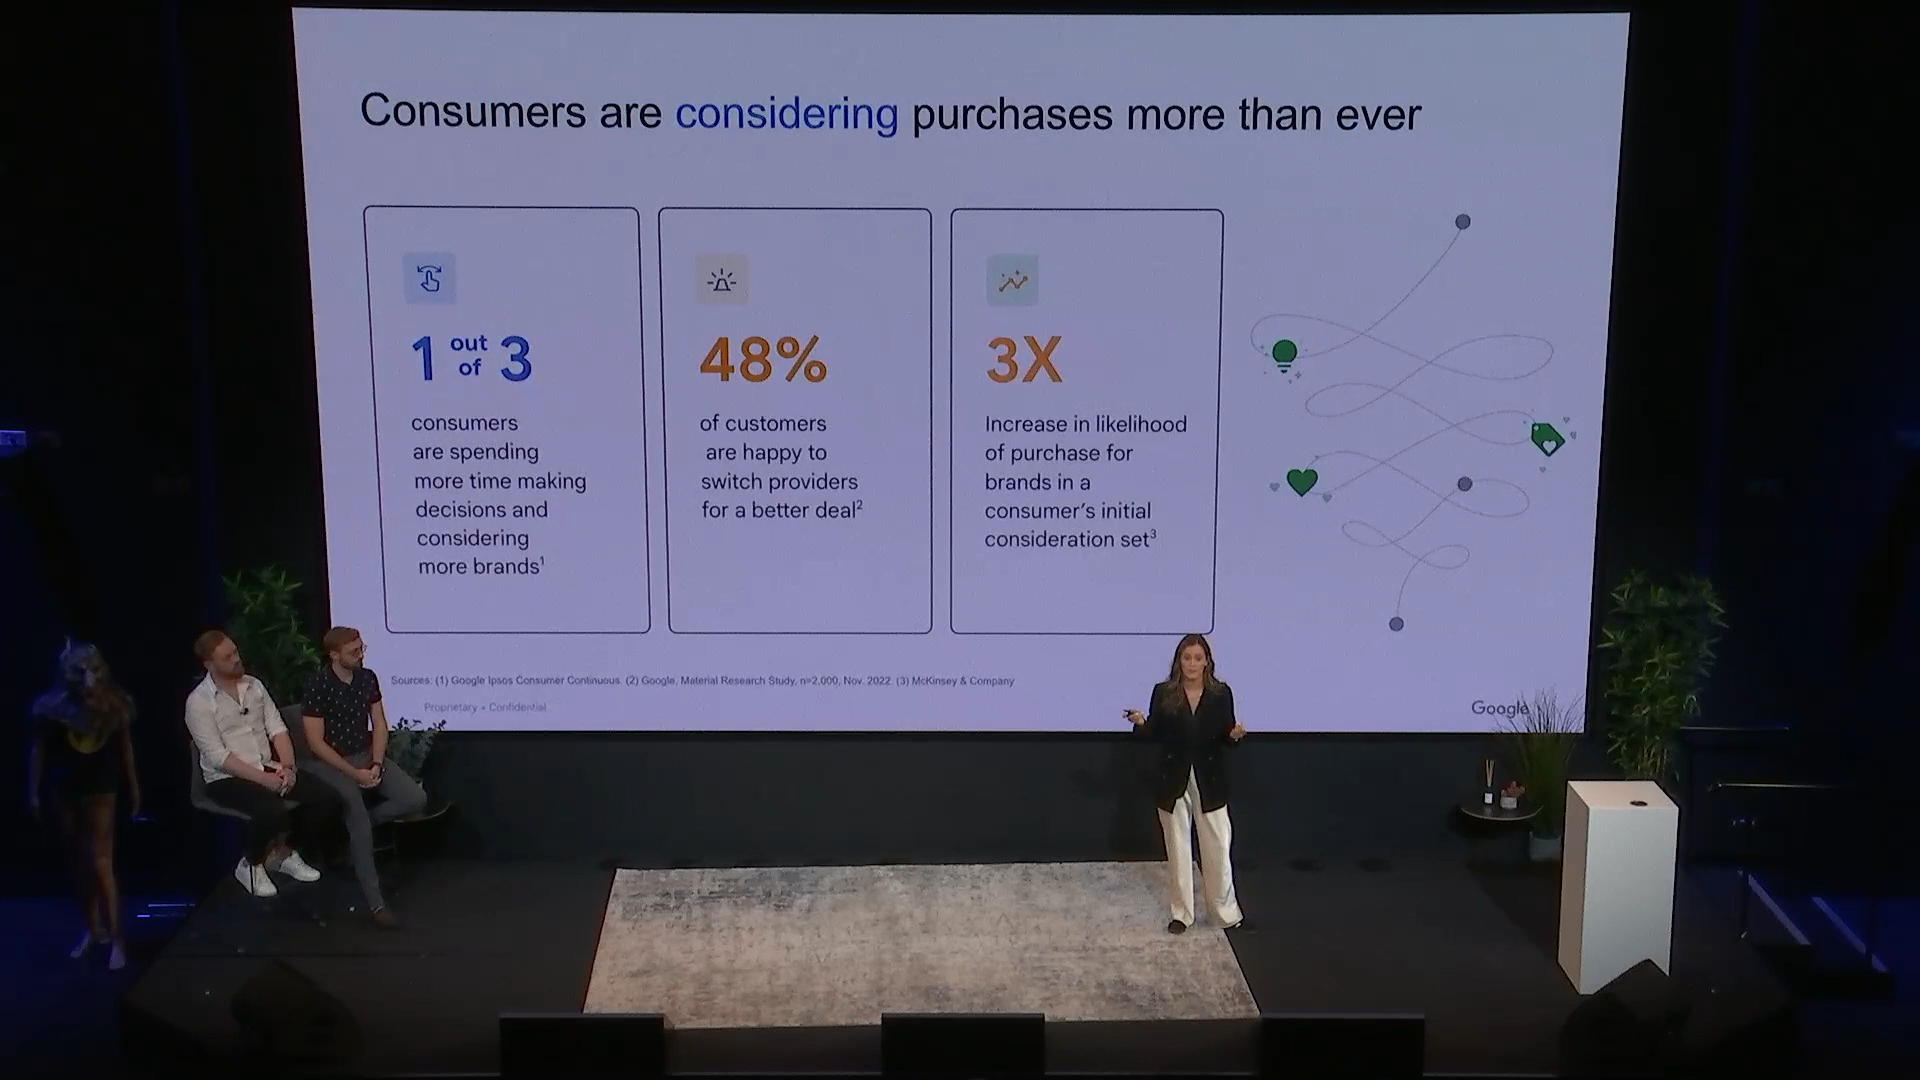 Consumers are considering purchases more than ever
1 out of 3
consumers
are spending
more time making
decisions and
considering
more brands¹
48%
of customers
are happy to
switch providers
for a better deal²
3X
Increase in likelihood
of purchase for
brands in a
consumer's initial
consideration set³
Sources: (1) Google Ipsos Consumer Continuous. (2) Google, Material Research Study, n=2,000, Nov. 2022. (3) McKinsey & Company
Proprietary + Confidential
Google